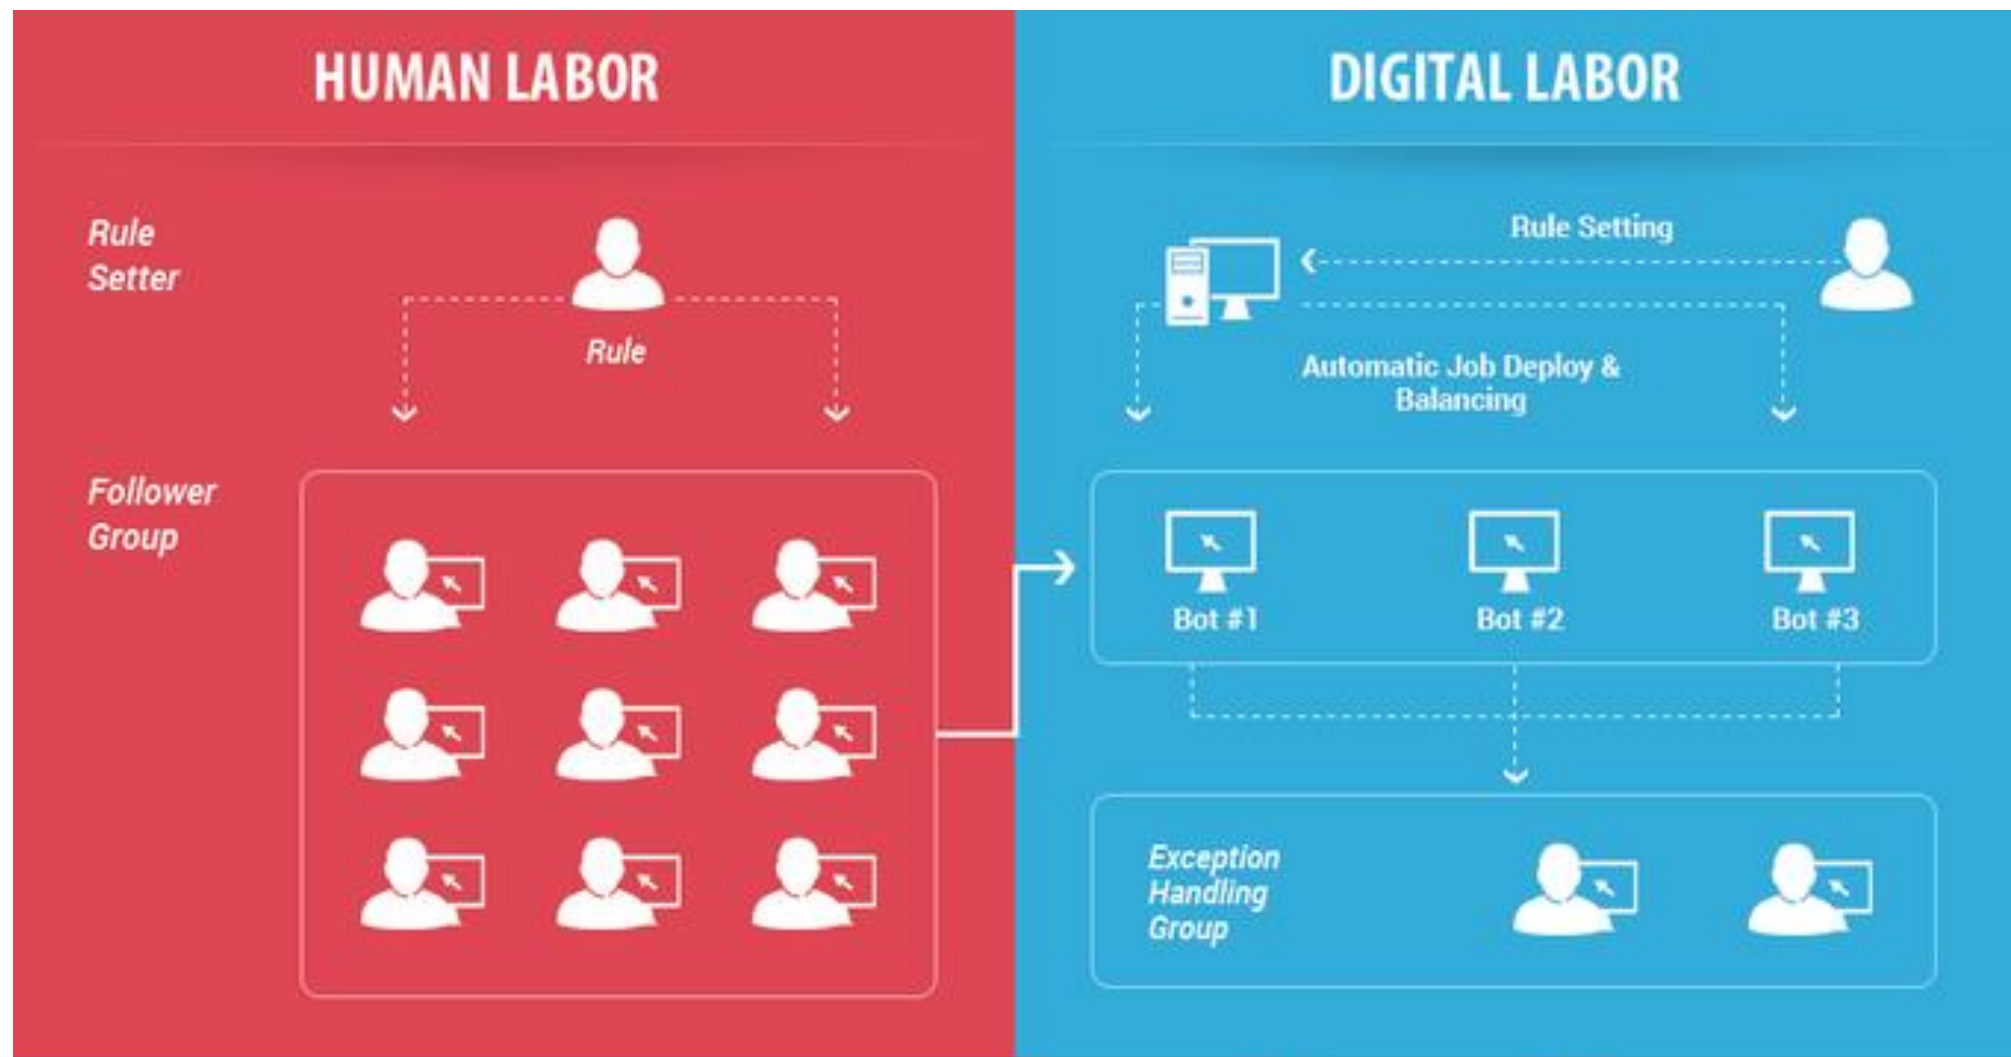 HUMAN LABOR
Rule
Setter
Rule
Follower
Group
DIGITAL LABOR
Rule Setting
Automatic Job Deploy &
Balancing
Bot #1
Bot #2
Bot #3
Exception
Handling
Group